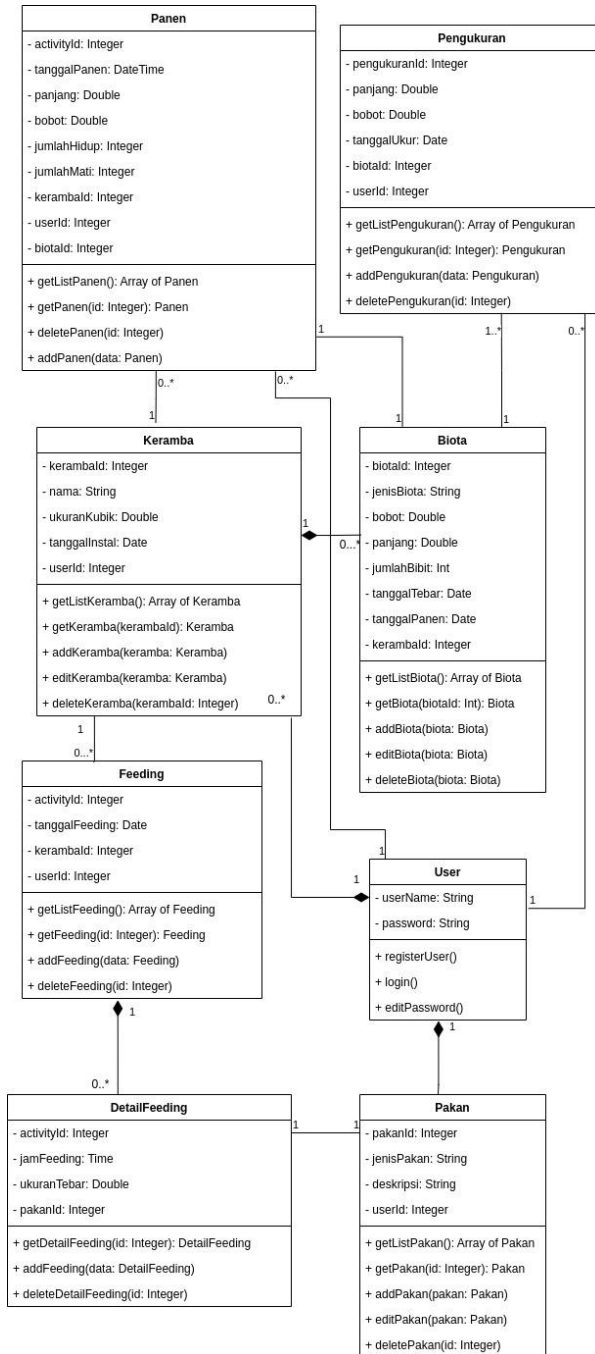 Panen
- activityId: Integer
- tanggalPanen: DateTime
- panjang: Double
- bobot: Double
- jumlahHidup: Integer
- jumlahMati: Integer
- kerambaId: Integer
- userId: Integer
- biotaId: Integer
+ getListPanen(): Array of Panen
+ getPanen(id: Integer): Panen
+ deletePanen(id: Integer)
+ addPanen(data: Panen)
Pengukuran
- pengukuranId: Integer
- panjang: Double
- bobot: Double
- tanggalUkur: Date
- biotaId: Integer
- userId: Integer
+ getListPengukuran(): Array of Pengukuran
+ getPengukuran(id: Integer): Pengukuran
+ addPengukuran(data: Pengukuran)
+ deletePengukuran(id: Integer)
1
1..*
0..*
0..*
0..*
1
1
1
Keramba
- kerambaId: Integer
- nama: String
- ukuranKubik: Double
- tanggalInstal: Date
- userId: Integer
+ getListKeramba(): Array of Keramba
+ getKeramba(kerambaId): Keramba
+ addKeramba(keramba: Keramba)
+ editKeramba(keramba: Keramba)
+ deleteKeramba(kerambaId: Integer)
0..*
1
0...*
Biota
- biotaId: Integer
- jenisBiota: String
- bobot: Double
- panjang: Double
- jumlahBibit: Int
- tanggalTebar: Date
- tanggalPanen: Date
- kerambaId: Integer
+ getListBiota(): Array of Biota
+ getBiota(biotaId: Int): Biota
+ addBiota(biota: Biota)
+ editBiota(biota: Biota)
+ deleteBiota(biota: Biota)
1
0...*
Feeding
- activityId: Integer
- tanggalFeeding: Date
- kerambaId: Integer
- userId: Integer
+ getListFeeding(): Array of Feeding
+ getFeeding(id: Integer): Feeding
+ addFeeding(data: Feeding)
+ deleteFeeding(id: Integer)
1
1
1
User
- userName: String
- password: String
+ registerUser()
+ login()
+ editPassword()
1
1
0..*
DetailFeeding
- activityId: Integer
- jamFeeding: Time
- ukuranTebar: Double
- pakanId: Integer
+ getDetailFeeding(id: Integer): DetailFeeding
+ addFeeding(data: DetailFeeding)
+ deleteDetailFeeding(id: Integer)
1
1
Pakan
- pakanId: Integer
- jenisPakan: String
- deskripsi: String
- userId: Integer
+ getListPakan(): Array of Pakan
+ getPakan(id: Integer): Pakan
+ addPakan(pakan: Pakan)
+ editPakan(pakan: Pakan)
+ deletePakan(id: Integer)